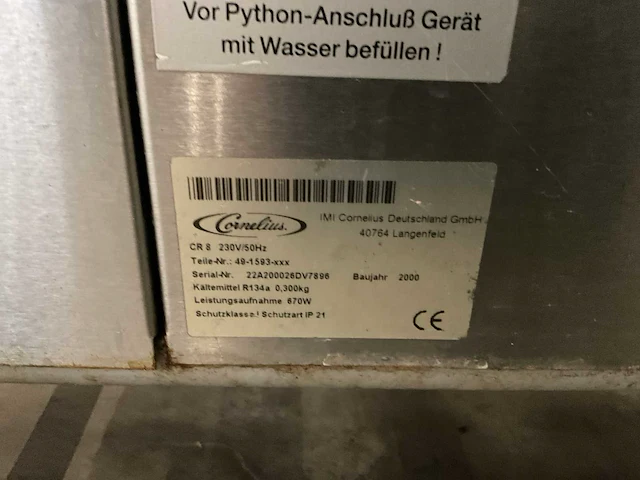 Vor Python-Anschluß Gerät
mit Wasser befüllen !
Cornelius.
IMI Cornelius Deutschland GmbH
40764 Langenfeld
CR 8 230V/50Hz
Teile-Nr.: 49-1593-xxx
Serial-Nr. 22A200026DV7896 Baujahr 2000
Kältemittel R134a 0,300kg
Leistungsaufnahme 670W
Schutzklasse I Schutzart IP 21
CE